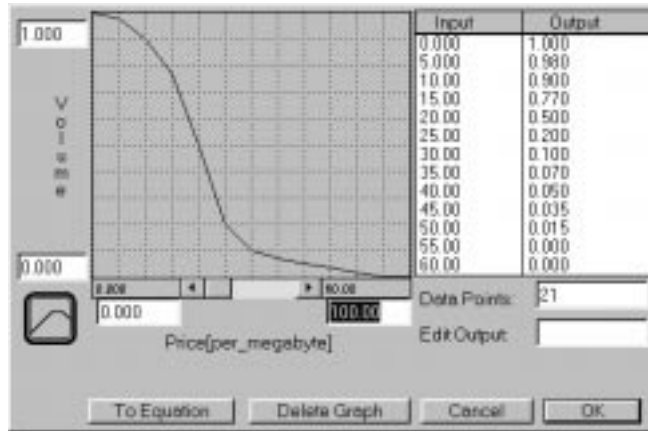 1.000
Volume
0.000
0.000 60.00
0.000 100.00
Price[per_megabyte]
Input Output
0.000 1.000
5.000 0.980
10.00 0.900
15.00 0.770
20.00 0.500
25.00 0.200
30.00 0.100
35.00 0.070
40.00 0.050
45.00 0.035
50.00 0.015
55.00 0.000
60.00 0.000
Data Points: 21
Edit Output:
To Equation Delete Graph Cancel OK